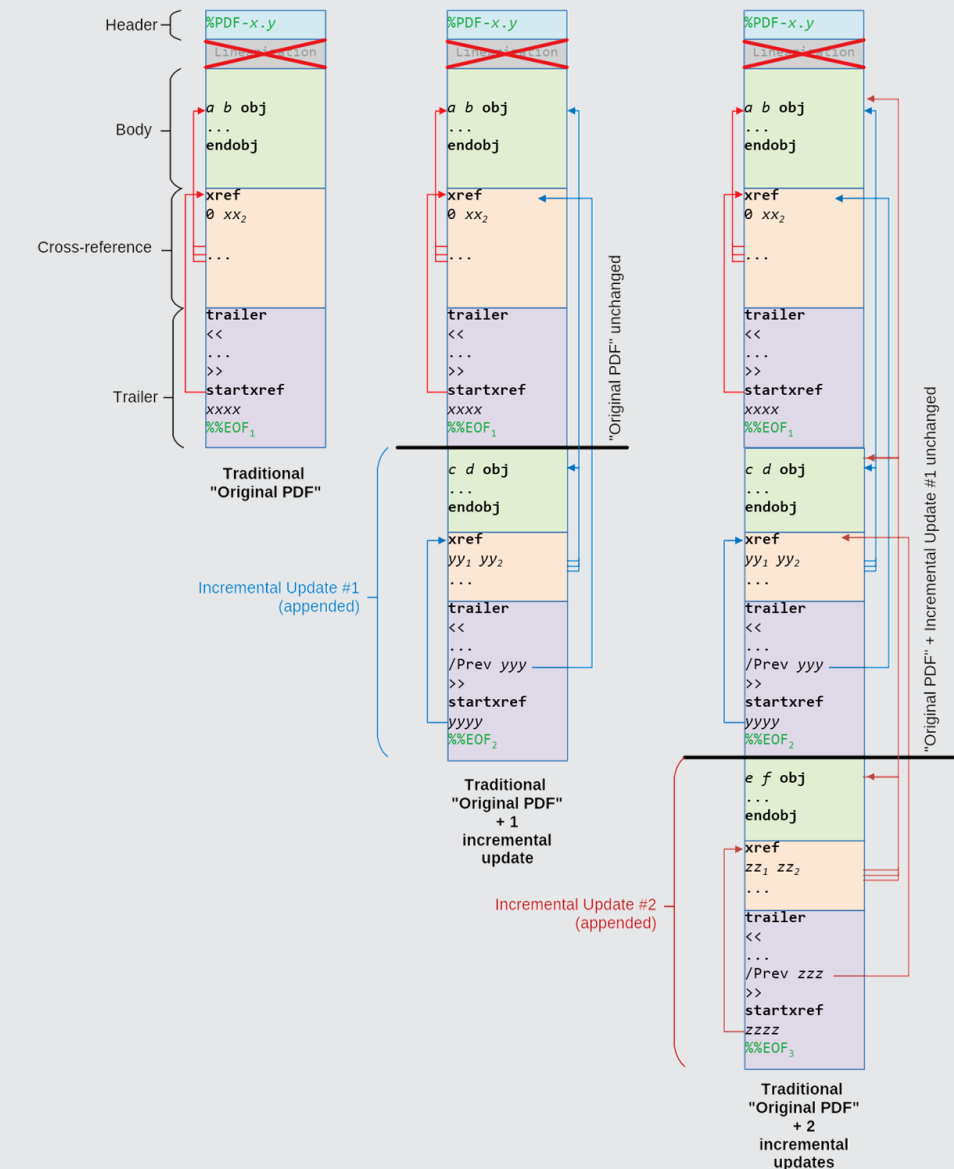 Header
Body
Cross-reference
Trailer
%PDF-x.y
Linearization
a b obj
...
endobj
xref
0 xx2
...
trailer
<<
...
>>
startxref
xxxx
%%EOF1
Traditional
"Original PDF"
%PDF-x.y
Linearization
a b obj
...
endobj
xref
0 xx2
...
trailer
<<
...
>>
startxref
xxxx
%%EOF1
"Original PDF" unchanged
Incremental Update #1
(appended)
c d obj
...
endobj
xref
yy1 yy2
...
trailer
<<
...
/Prev yyy
>>
startxref
yyyy
%%EOF2
Traditional
"Original PDF"
+ 1
incremental
update
%PDF-x.y
Linearization
a b obj
...
endobj
xref
0 xx2
...
trailer
<<
...
>>
startxref
xxxx
%%EOF1
c d obj
...
endobj
xref
yy1 yy2
...
trailer
<<
...
/Prev yyy
>>
startxref
yyyy
%%EOF2
"Original PDF" + Incremental Update #1 unchanged
Incremental Update #2
(appended)
e f obj
...
endobj
xref
zz1 zz2
...
trailer
<<
...
/Prev zzz
>>
startxref
zzzz
%%EOF3
Traditional
"Original PDF"
+ 2
incremental
updates